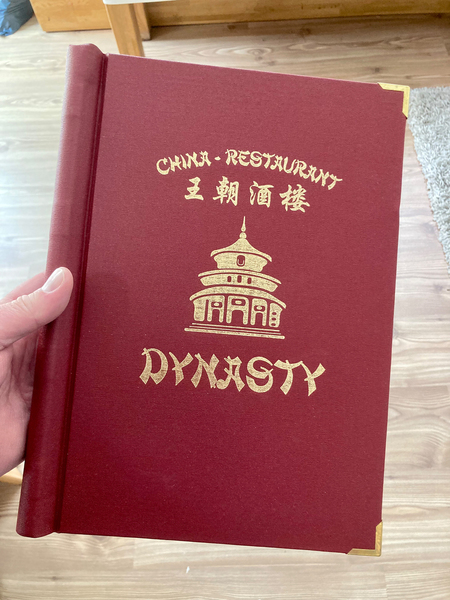 CHINA - RESTAURANT
王朝酒楼
DYNASTY